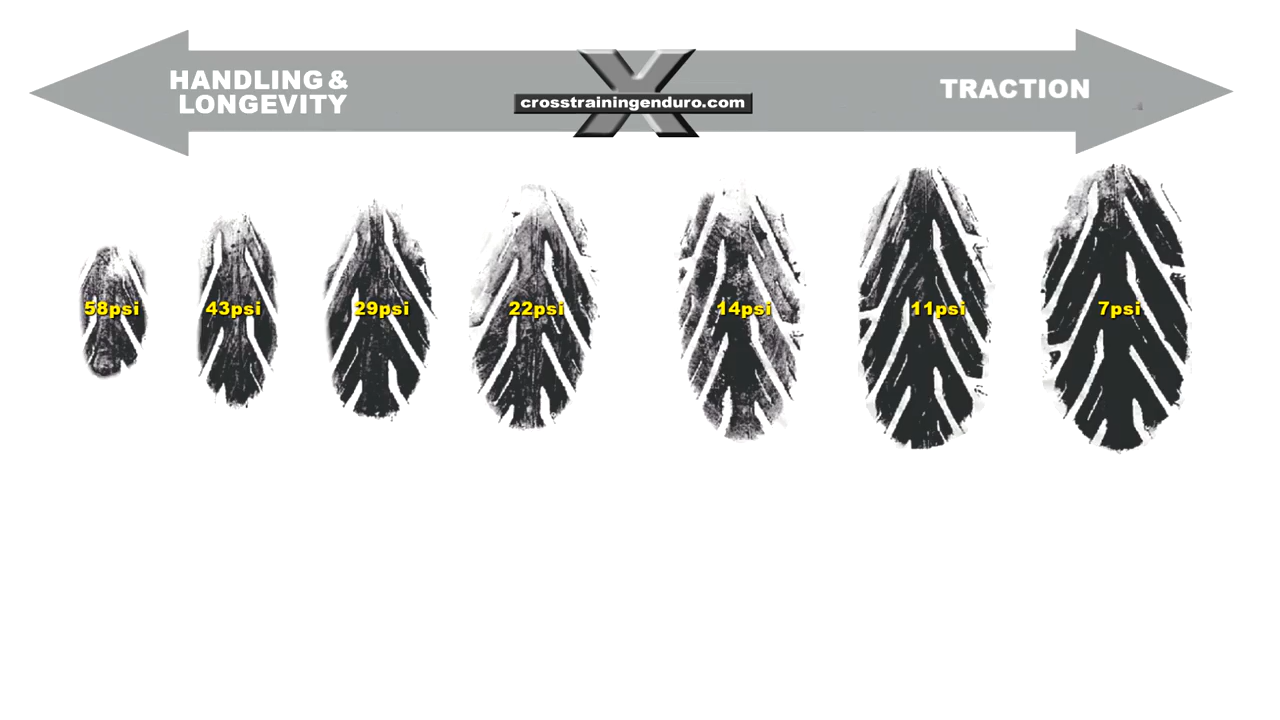 HANDLING &
LONGEVITY
crosstrainingenduro.com
TRACTION
58psi
43psi
29psi
22psi
14psi
11psi
7psi